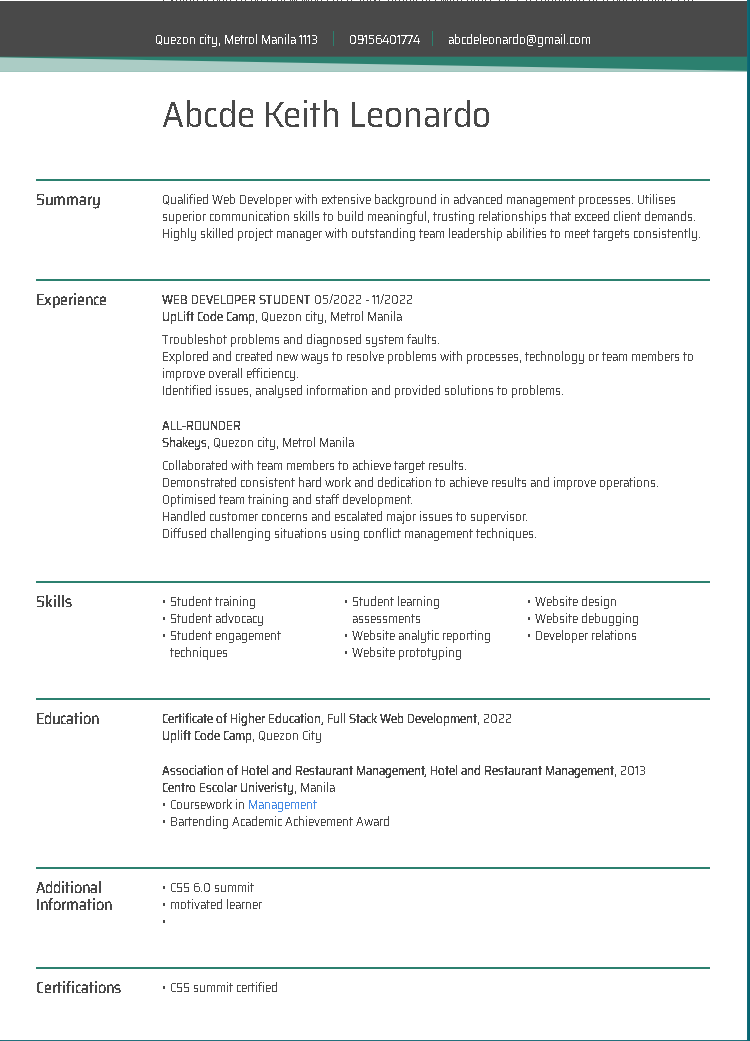 Quezon city, Metrol Manila 1113 | 09156401774 | abcdeleonardo@gmail.com
Abcde Keith Leonardo
Summary
Qualified Web Developer with extensive background in advanced management processes. Utilises
superior communication skills to build meaningful, trusting relationships that exceed client demands.
Highly skilled project manager with outstanding team leadership abilities to meet targets consistently.
Experience
WEB DEVELOPER STUDENT 05/2022 - 11/2022
UpLift Code Camp, Quezon city, Metrol Manila
Troubleshot problems and diagnosed system faults.
Explored and created new ways to resolve problems with processes, technology or team members to
improve overall efficiency.
Identified issues, analysed information and provided solutions to problems.
ALL-ROUNDER
Shakeys, Quezon city, Metrol Manila
Collaborated with team members to achieve target results.
Demonstrated consistent hard work and dedication to achieve results and improve operations.
Optimised team training and staff development.
Handled customer concerns and escalated major issues to supervisor.
Diffused challenging situations using conflict management techniques.
Skills
• Student training
• Student advocacy
• Student engagement
techniques
• Student learning
assessments
• Website analytic reporting
• Website prototyping
• Website design
• Website debugging
• Developer relations
Education
Certificate of Higher Education, Full Stack Web Development, 2022
Uplift Code Camp, Quezon City
Association of Hotel and Restaurant Management, Hotel and Restaurant Management, 2013
Centro Escolar Univeristy, Manila
• Coursework in Management
• Bartending Academic Achievement Award
Additional
Information
• CSS 6.0 summit
• motivated learner
•
Certifications
• CSS summit certified